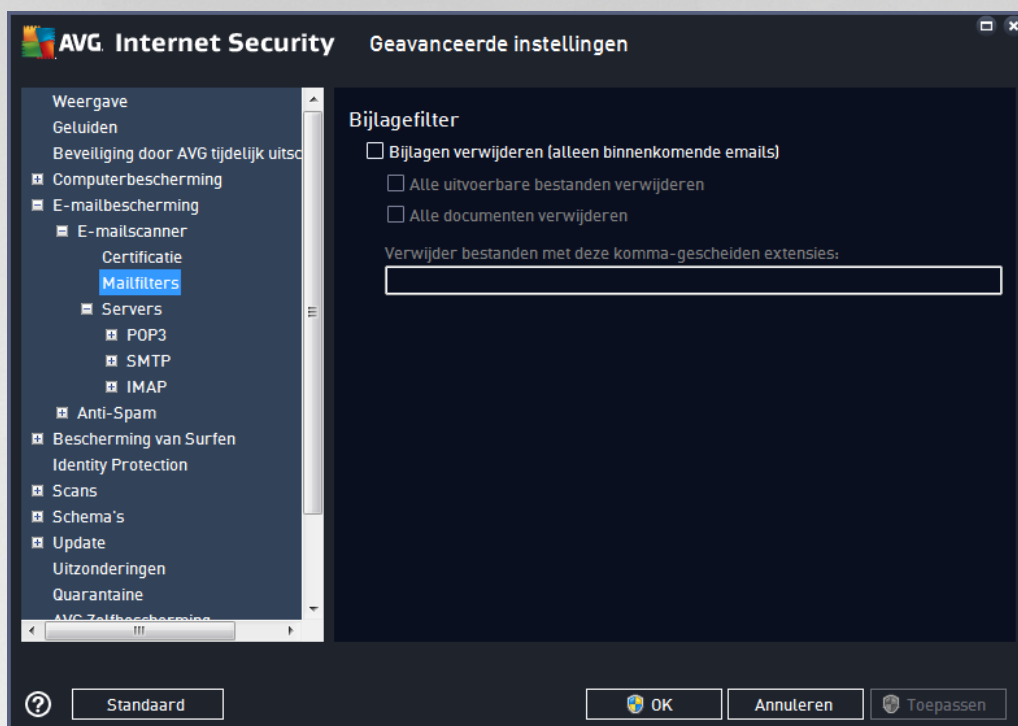 AVG. Internet Security Geavanceerde instellingen
Weergave
Geluiden
Beveiliging door AVG tijdelijk uitsc
Computerbescherming
E-mailbescherming
E-mailscanner
Certificatie
Mailfilters
Servers
POP3
SMTP
IMAP
Anti-Spam
Bescherming van Surfen
Identity Protection
Scans
Schema's
Update
Uitzonderingen
Quarantaine
AVG Zelfbescherming
Bijlagefilter
Bijlagen verwijderen (alleen binnenkomende emails)
Alle uitvoerbare bestanden verwijderen
Alle documenten verwijderen
Verwijder bestanden met deze komma-gescheiden extensies:
Standaard
OK
Annuleren
Toepassen